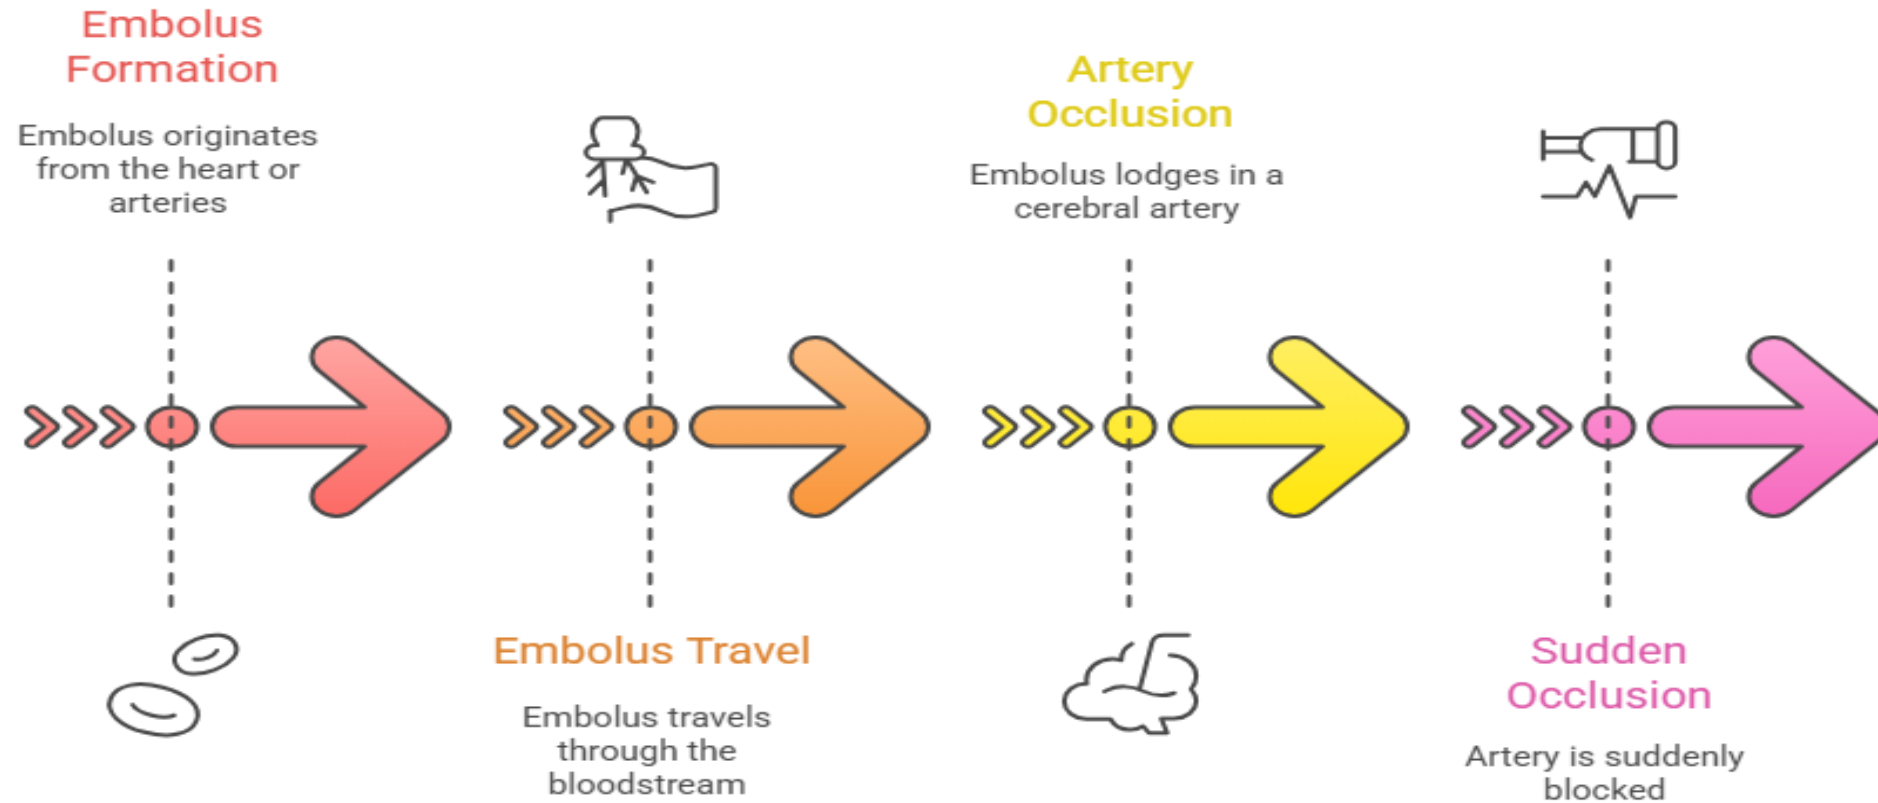 Embolus
Formation
Embolus originates
from the heart or
arteries
Embolus Travel
Embolus travels
through the
bloodstream
Artery
Occlusion
Embolus lodges in a
cerebral artery
Sudden
Occlusion
Artery is suddenly
blocked